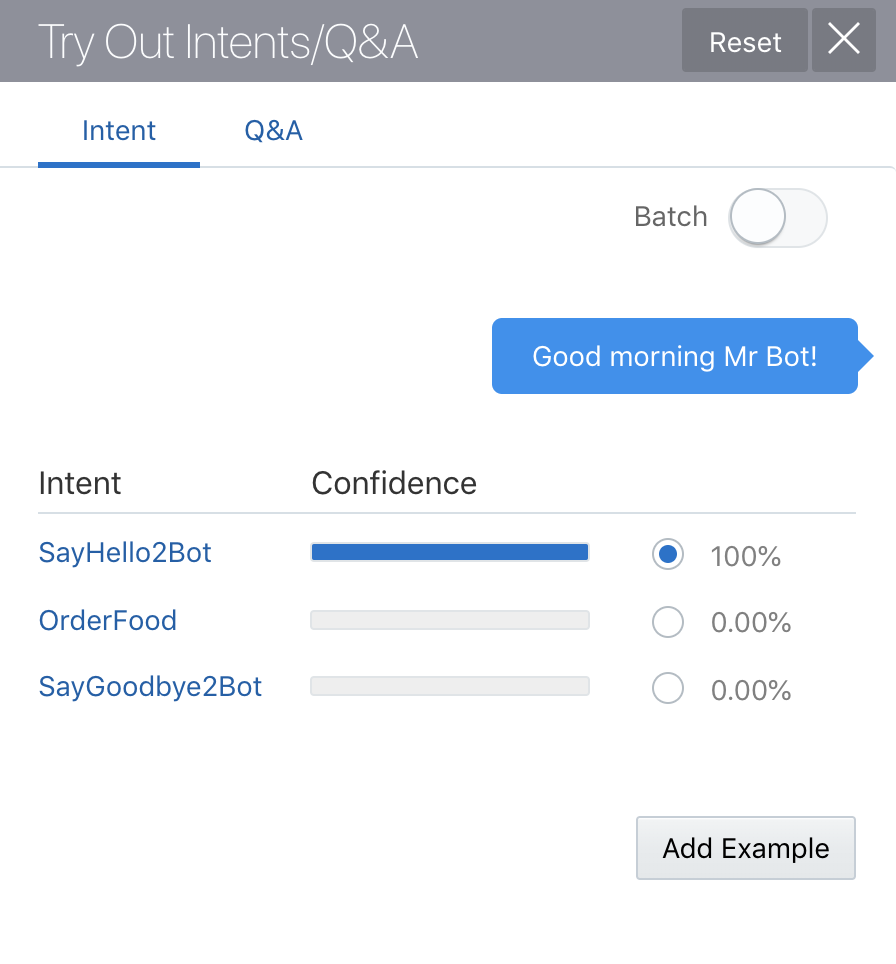 Try Out Intents/Q&A
Reset
Intent
Q&A
Batch
Good morning Mr Bot!
Intent Confidence
SayHello2Bot 100%
OrderFood 0.00%
SayGoodbye2Bot 0.00%
Add Example